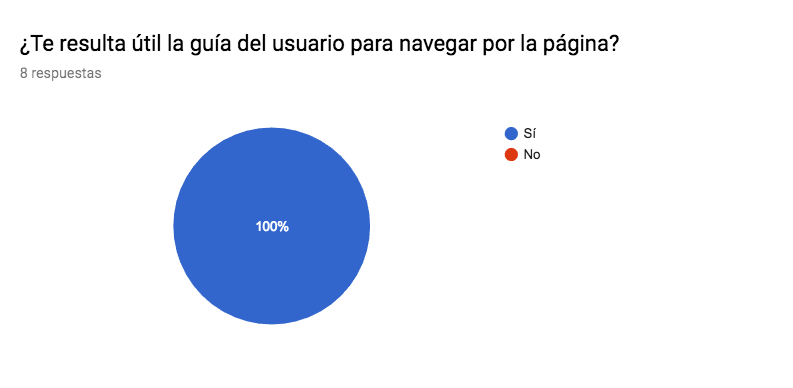 ¿Te resulta útil la guía del usuario para navegar por la página?
8 respuestas
Sí
No
100%